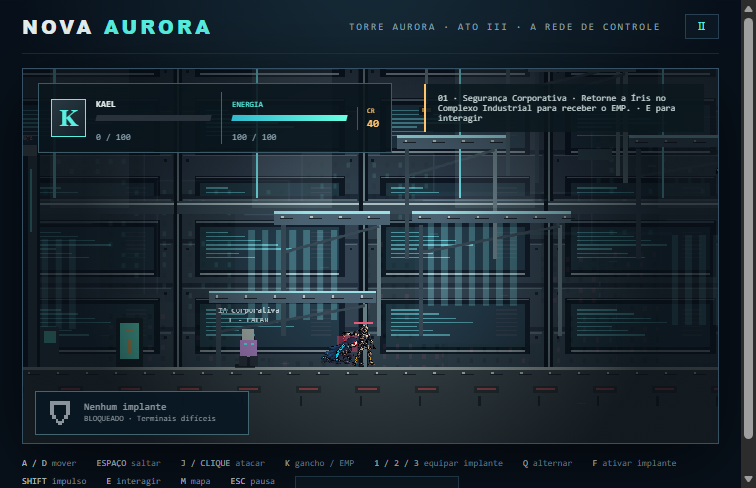 NOVA AURORA
TORRE AURORA · ATO III · A REDE DE CONTROLE
II
K
KAEL
0 / 100
ENERGIA
100 / 100
CR
40
01 · Segurança Corporativa · Retorne a Íris no
Complexo Industrial para receber o EMP. · E para
interagir
IA Corporativa
Nenhum implante
BLOQUEADO · Terminais difíceis
A / D mover
ESPAÇO saltar
J / CLIQUE atacar
K gancho / EMP
1 / 2 / 3 equipar implante
Q alternar
F ativar implante
SHIFT impulso
E interagir
M mapa
ESC pausa